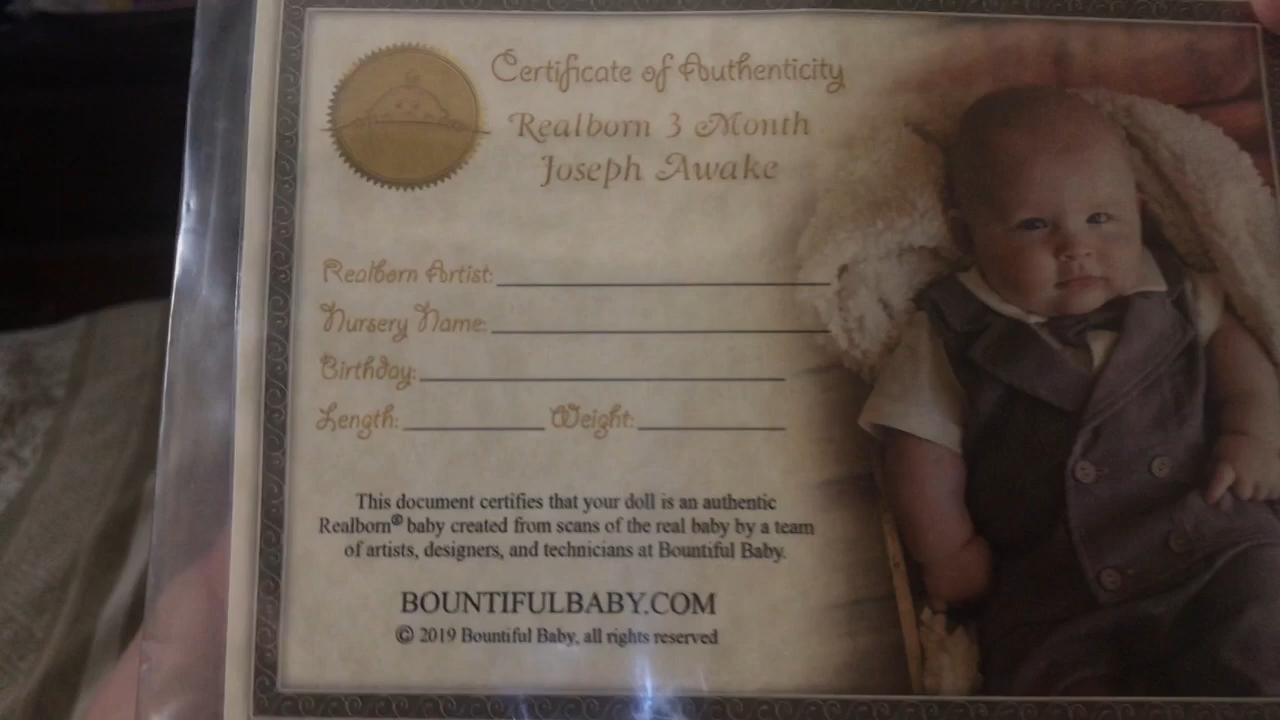 Certificate of Authenticity
Realborn 3 Month
Joseph Awake
Realborn Artist:
Nursery Name:
Birthday:
Length: Weight:
This document certifies that your doll is an authentic
Realborn® baby created from scans of the real baby by a team
of artists, designers, and technicians at Bountiful Baby.
BOUNTIFULBABY.COM
© 2019 Bountiful Baby, all rights reserved